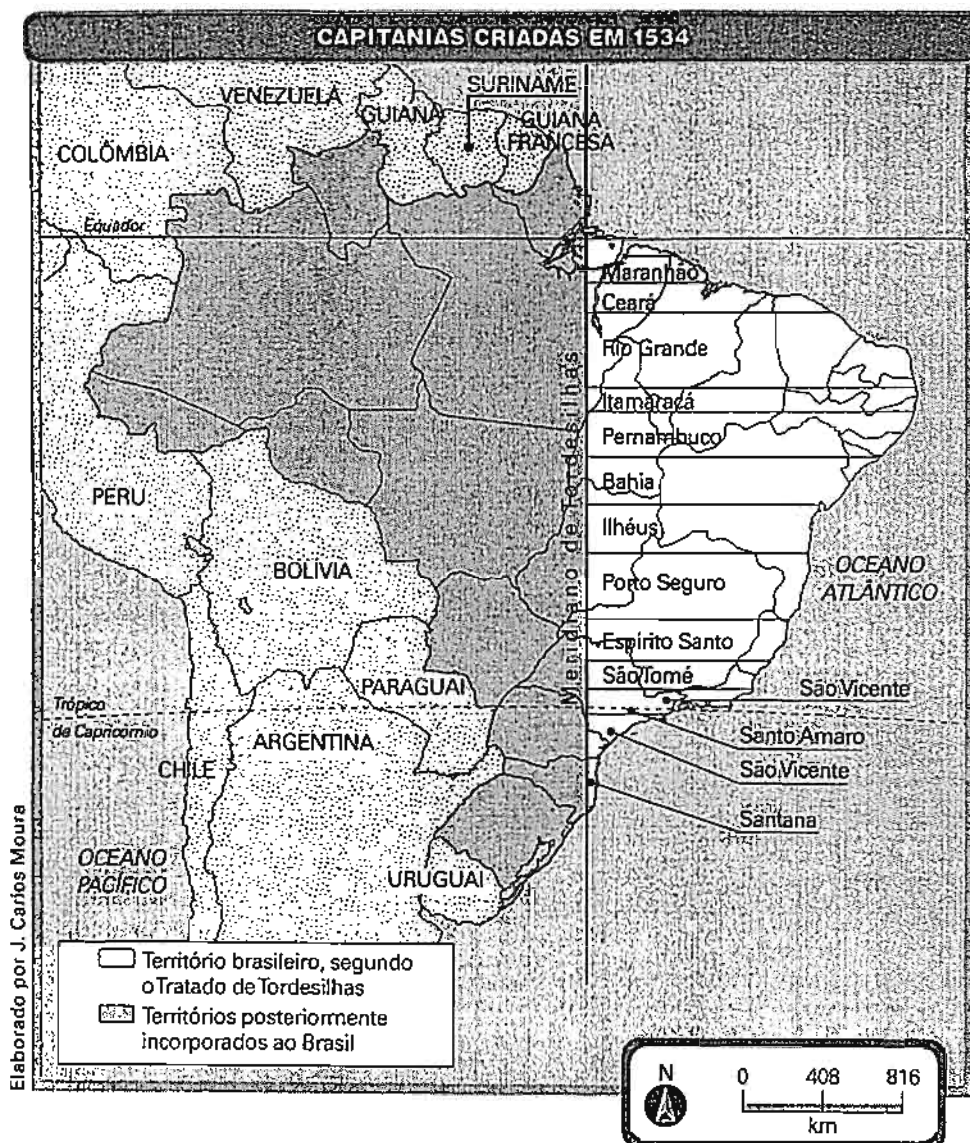 CAPITANIAS CRIADAS EM 1534
SURINAME
VENEZUELA
GUIANA
GUIANA
FRANCESA
COLÔMBIA
Equador
Maranhão
Ceará
Rio Grande
Itamaracá
Pernambuco
Bahia
Ilhéus
Porto Seguro
Espírito Santo
São Tomé
Meridiano de Tordesilhas
PERU
BOLÍVIA
OCEANO
ATLÂNTICO
PARAGUAI
São Vicente
Trópico
de Capricórnio
ARGENTINA
Santo Amaro
CHILE
São Vicente
Santana
OCEANO
PACÍFICO
URUGUAI
Território brasileiro, segundo
o Tratado de Tordesilhas
Territórios posteriormente
incorporados ao Brasil
Elaborado por J. Carlos Moura
N
0 408 816
km